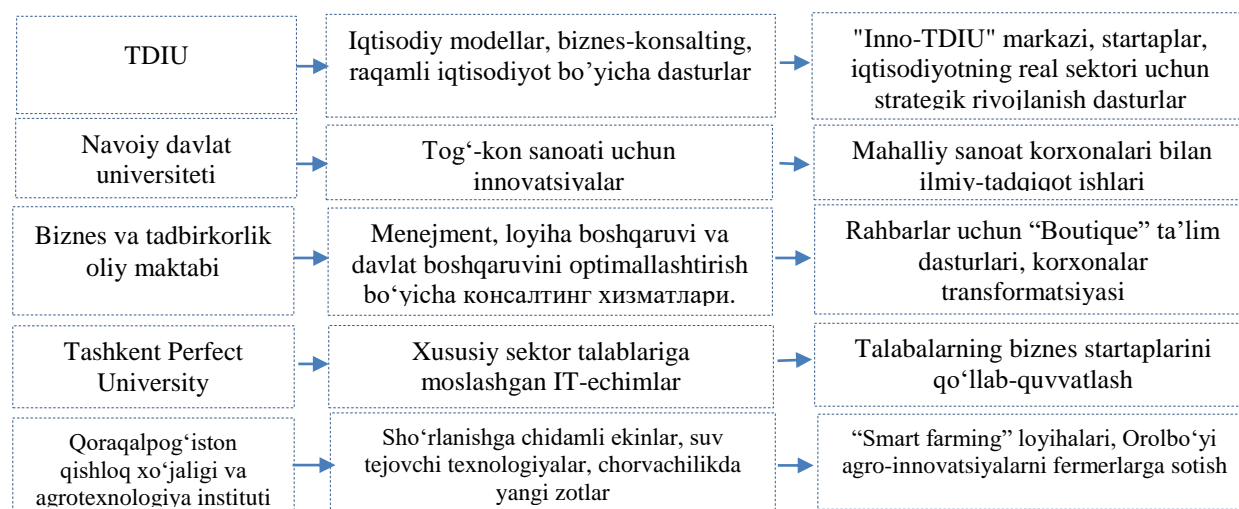 TDIU
Iqtisodiy modellar, biznes-konsalting,
raqamli iqtisodiyot bo’yicha dasturlar
"Inno-TDIU" markazi, startaplar,
iqtisodiyotning real sektori uchun
strategik rivojlanish dasturlar
Navoiy davlat
universiteti
Tog‘-kon sanoati uchun
innovatsiyalar
Mahalliy sanoat korxonalari bilan
ilmiy-tadqiqot ishlari
Biznes va tadbirkorlik
oliy maktabi
Menejment, loyiha boshqaruvi va
davlat boshqaruvini optimallashtirish
bo‘yicha консалтинг хизматлари.
Rahbarlar uchun “Boutique” ta’lim
dasturlari, korxonalar
transformatsiyasi
Tashkent Perfect
University
Xususiy sektor talablariga
moslashgan IT-echimlar
Talabalarning biznes startaplarini
qo‘llab-quvvatlash
Qoraqalpog‘iston
qishloq xo‘jaligi va
agrotexnologiya instituti
Sho‘rlanishga chidamli ekinlar, suv
tejovchi texnologiyalar, chorvachilikda
yangi zotlar
“Smart farming” loyihalari, Orolbo‘yi
agro-innovatsiyalarni fermerlarga sotish